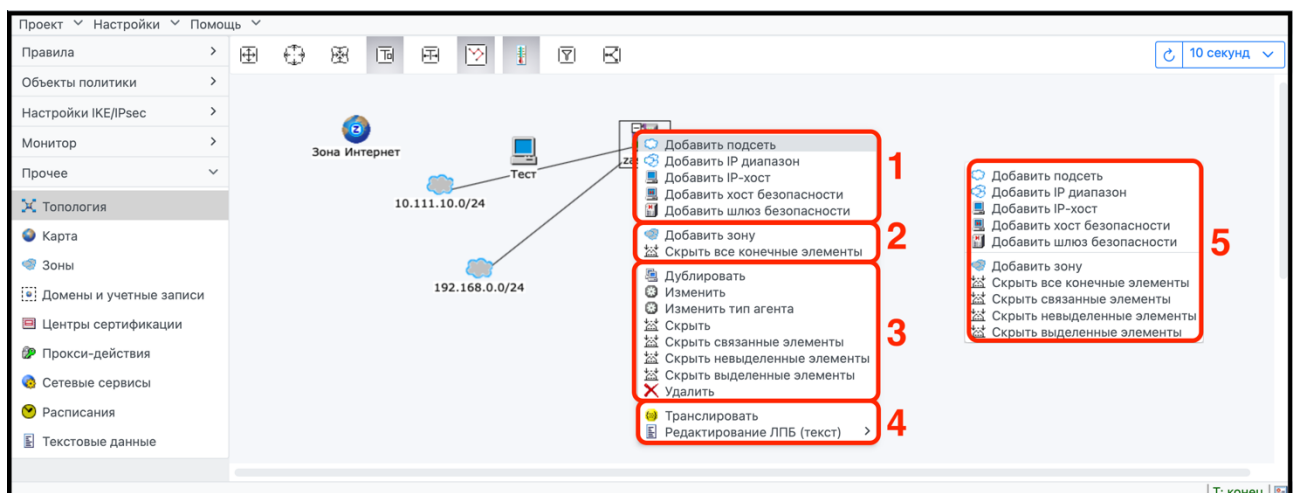 Проект Настройки Помощь
Правила
Объекты политики
Настройки IKE/IPsec
Монитор
Прочее
Топология
Карта
Зоны
Домены и учетные записи
Центры сертификации
Прокси-действия
Сетевые сервисы
Расписания
Текстовые данные
10 секунд
Зона Интернет
Тест
10.111.10.0/24
192.168.0.0/24
Добавить подсеть
Добавить IP диапазон
Добавить IP-хост
Добавить хост безопасности
Добавить шлюз безопасности
1
Добавить зону
Скрыть все конечные элементы
2
Дублировать
Изменить
Изменить тип агента
Скрыть
Скрыть связанные элементы
Скрыть невыделенные элементы
Скрыть выделенные элементы
Удалить
3
Транслировать
Редактирование ЛПБ (текст)
4
Добавить подсеть
Добавить IP диапазон
Добавить IP-хост
Добавить хост безопасности
Добавить шлюз безопасности
Добавить зону
Скрыть все конечные элементы
Скрыть связанные элементы
Скрыть невыделенные элементы
Скрыть выделенные элементы
5
Т: конец